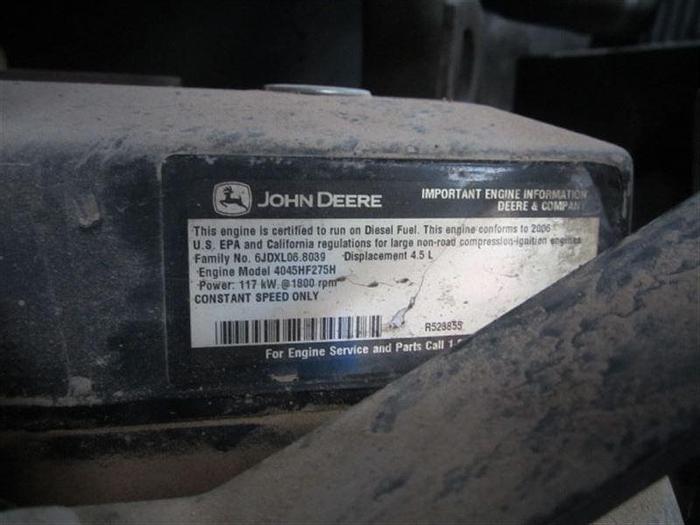 JOHN DEERE
IMPORTANT ENGINE INFORMATION
DEERE & COMPANY
This engine is certified to run on Diesel Fuel. This engine conforms to 2006
U.S. EPA and California regulations for large non-road compression-ignition engines
Family No. 6JDXL06.8039 Displacement 4.5 L
Engine Model 4045HF275H
Power: 117 kW @1800 rpm
CONSTANT SPEED ONLY
R523855
For Engine Service and Parts Call